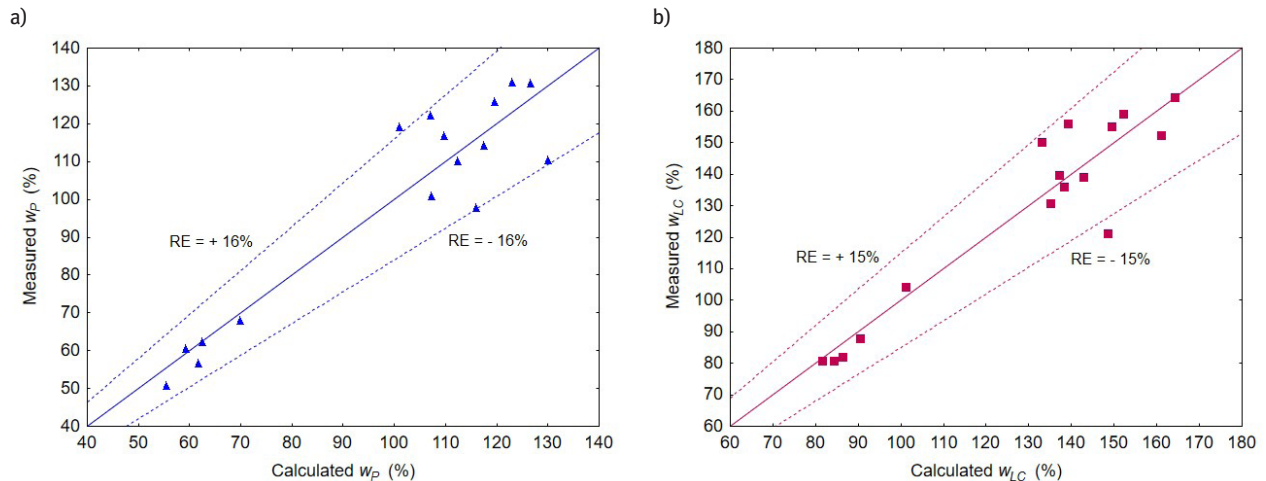 a)
140
130
120
110
100
90
80
70
60
50
40
Measured wP (%)
RE = + 16%
RE = - 16%
40 50 60 70 80 90 100 110 120 130 140
Calculated wP (%)
b)
180
170
160
150
140
130
120
110
100
90
80
70
60
Measured wLC (%)
RE = + 15%
RE = - 15%
60 70 80 90 100 110 120 130 140 150 160 170 180
Calculated wLC (%)